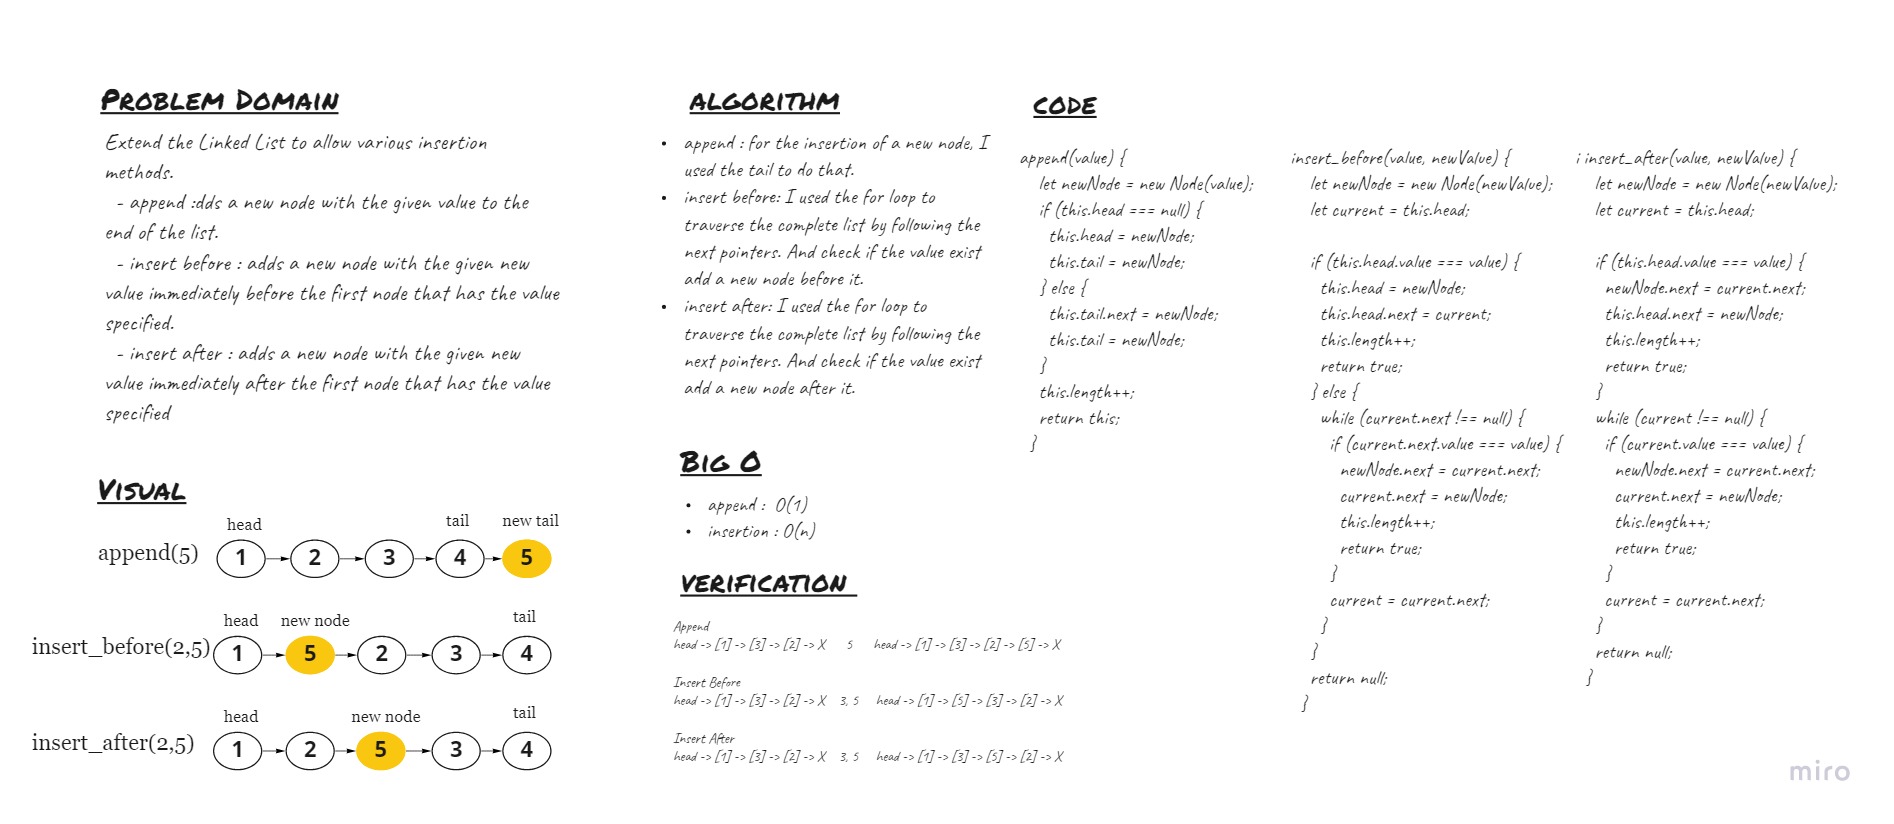 PROBLEM DOMAIN
Extend the Linked List to allow various insertion
methods.
- append :dds a new node with the given value to the
end of the list.
- insert before : adds a new node with the given new
value immediately before the first node that has the value
specified.
- insert after : adds a new node with the given new
value immediately after the first node that has the value
specified
VISUAL
head tail new tail
append(5) 1 2 3 4 5
head new node tail
insert_before(2,5) 1 5 2 3 4
head new node tail
insert_after(2,5) 1 2 5 3 4
ALGORITHM
• append : for the insertion of a new node, I
used the tail to do that.
• insert before: I used the for loop to
traverse the complete list by following the
next pointers. And check if the value exist
add a new node before it.
• insert after: I used the for loop to
traverse the complete list by following the
next pointers. And check if the value exist
add a new node after it.
BIG O
• append : O(1)
• insertion : O(n)
VERIFICATION
Append
head -> [1] -> [3] -> [2] -> X 5 head -> [1] -> [3] -> [2] -> [5] -> X
Insert Before
head -> [1] -> [3] -> [2] -> X 3, 5 head -> [1] -> [5] -> [3] -> [2] -> X
Insert After
head -> [1] -> [3] -> [2] -> X 3, 5 head -> [1] -> [3] -> [5] -> [2] -> X
CODE
append(value) {
let newNode = new Node(value);
if (this.head === null) {
this.head = newNode;
this.tail = newNode;
} else {
this.tail.next = newNode;
this.tail = newNode;
}
this.length++;
return this;
}
insert_before(value, newValue) {
let newNode = new Node(newValue);
let current = this.head;
if (this.head.value === value) {
this.head = newNode;
this.head.next = current;
this.length++;
return true;
} else {
while (current.next !== null) {
if (current.next.value === value) {
newNode.next = current.next;
current.next = newNode;
this.length++;
return true;
}
current = current.next;
}
}
return null;
}
i insert_after(value, newValue) {
let newNode = new Node(newValue);
let current = this.head;
if (this.head.value === value) {
newNode.next = current.next;
this.head.next = newNode;
this.length++;
return true;
}
while (current !== null) {
if (current.value === value) {
newNode.next = current.next;
current.next = newNode;
this.length++;
return true;
}
current = current.next;
}
return null;
}
miro